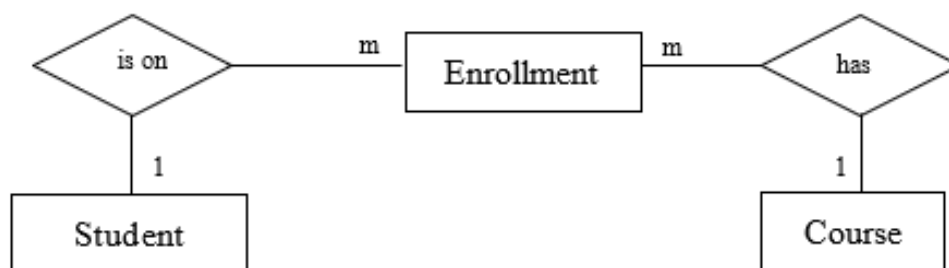 is on
m
Enrollment
m
has
1
1
Student
Course